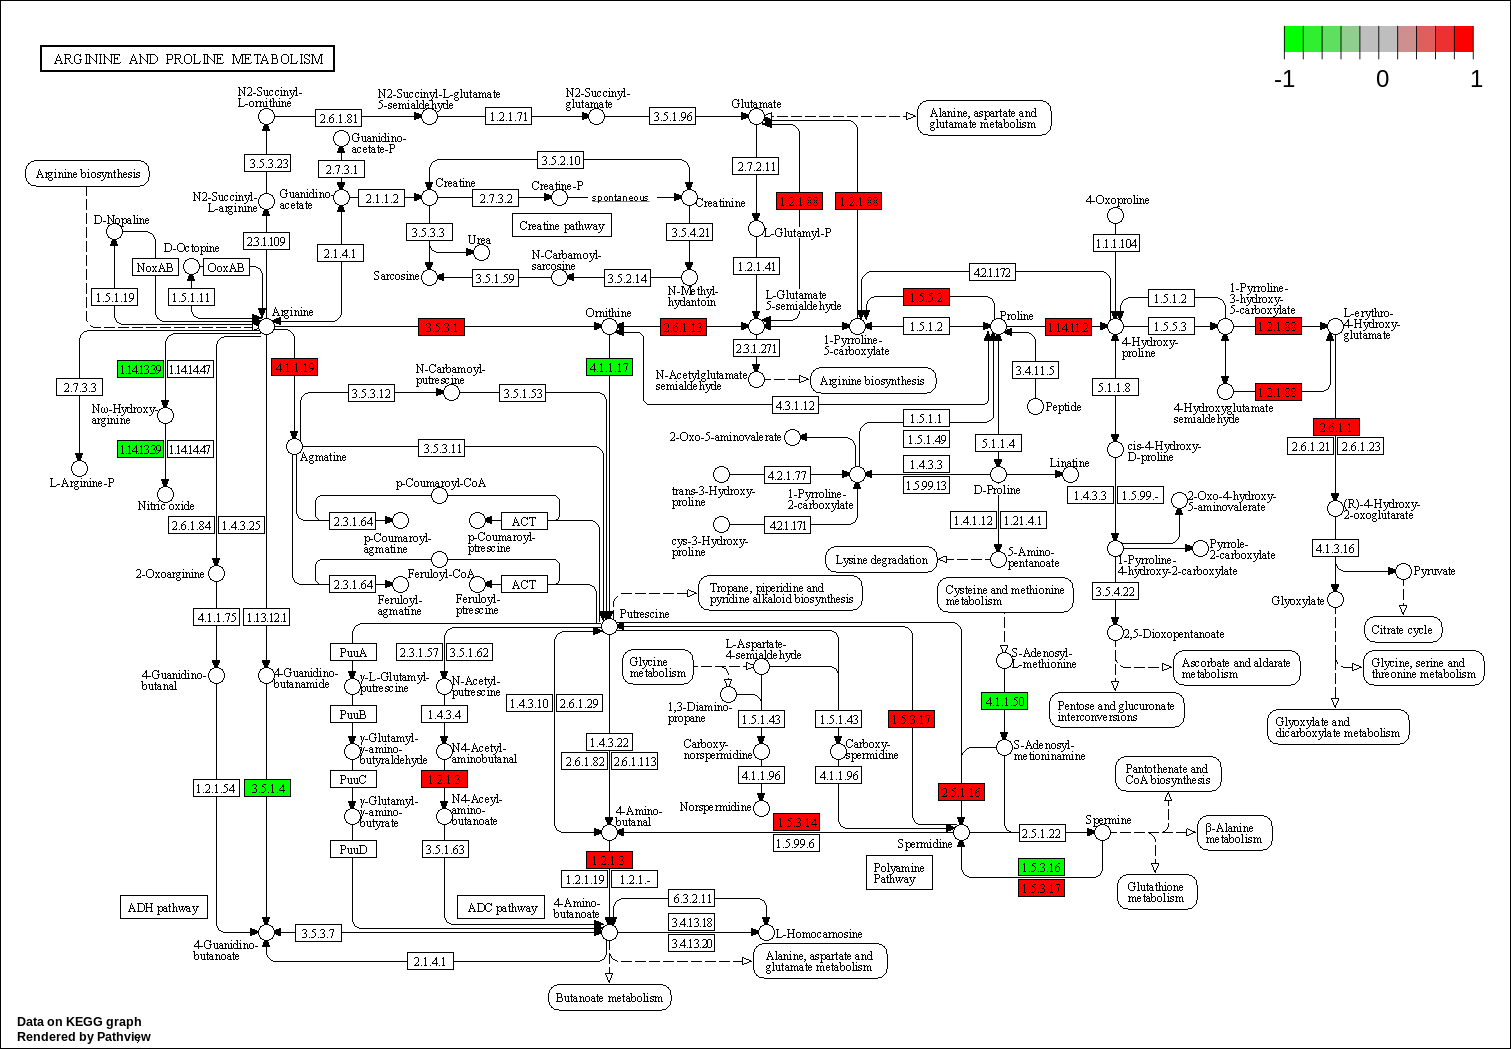 ARGININE AND PROLINE METABOLISM
-1
0
1
N2-Succinyl-
L-ornithine
2.6.1.81
N2-Succinyl-L-glutamate
5-semialdehyde
1.2.1.71
N2-Succinyl-
glutamate
3.5.1.96
Glutamate
Alanine, aspartate and
glutamate metabolism
Guanidino-
acetate-P
3.5.3.23
2.7.3.1
3.5.2.10
2.7.2.11
Arginine biosynthesis
N2-Succinyl-
L-arginine
Guanidino
acetate
2.1.1.2
Creatine
2.7.3.2
Creatine-P
spontaneous
Creatinine
1.2.1.88
1.2.1.88
4-Oxoproline
D-Nopaline
D-Octopine
2.3.1.109
2.1.4.1
3.5.3.3
Urea
Creatine pathway
3.5.4.21
L-Glutamyl-P
1.1.1.104
NoxAB
OoxAB
Sarcosine
3.5.1.59
N-Carbamoyl-
sarcosine
3.5.2.14
N-Methyl-
hydantoin
1.2.1.41
4.2.1.172
1.5.1.19
1.5.1.11
L-Glutamate
5-semialdehyde
1.5.5.2
1.5.1.2
1-Pyrroline-
3-hydroxy-
5-carboxylate
Arginine
3.5.3.1
Ornithine
2.6.1.13
1.5.1.2
Proline
1.14.11.2
1.5.5.3
1.2.1.88
L-erythro-
4-Hydroxy-
glutamate
2.3.1.271
1-Pyrroline-
5-carboxylate
4-Hydroxy-
proline
1.14.13.39
1.14.14.47
4.1.1.19
4.1.1.17
N-Acetylglutamate
semialdehyde
Arginine biosynthesis
3.4.11.5
2.7.3.3
3.5.3.12
N-Carbamoyl-
putrescine
3.5.1.53
4.3.1.12
Peptide
5.1.1.8
1.2.1.88
4-Hydroxyglutamate
semialdehyde
Nω-Hydroxy-
arginine
1.5.1.1
1.5.1.49
2-Oxo-5-aminovalerate
5.1.1.4
2.6.1.1
2.6.1.21
2.6.1.23
1.14.13.39
1.14.14.47
Agmatine
3.5.3.11
cis-4-Hydroxy-
D-proline
L-Arginine-P
4.2.1.77
1.4.3.3
1.5.99.13
Linatine
trans-3-Hydroxy-
proline
1-Pyrroline-
2-carboxylate
D-Proline
1.4.3.3
1.5.99.-
2-Oxo-4-hydroxy-
5-aminovalerate
Nitric oxide
p-Coumaroyl-CoA
(R)-4-Hydroxy-
2-oxoglutarate
2.6.1.84
1.4.3.25
2.3.1.64
ACT
4.2.1.171
1.4.1.12
1.21.4.1
p-Coumaroyl-
agmatine
p-Coumaroyl-
ptrescine
cys-3-Hydroxy-
proline
Lysine degradation
5-Amino-
pentanoate
1-Pyrroline-
4-hydroxy-2-carboxylate
Pyrrole-
2-carboxylate
4.1.3.16
2-Oxoarginine
Feruloyl-CoA
2.3.1.64
ACT
Feruloyl-
agmatine
Feruloyl-
ptrescine
Tropane, piperidine and
pyridine alkaloid biosynthesis
Cysteine and methionine
metabolism
3.5.4.22
Glyoxylate
Pyruvate
4.1.1.75
1.13.12.1
Putrescine
2,5-Dioxopentanoate
Citrate cycle
PuuA
2.3.1.57
3.5.1.62
Glycine
metabolism
L-Aspartate-
4-semialdehyde
S-Adenosyl-
L-methionine
Ascorbate and aldarate
metabolism
Glycine, serine and
threonine metabolism
4-Guanidino-
butanal
4-Guanidino-
butanamide
γ-L-Glutamyl-
putrescine
N-Acetyl-
putrescine
1.4.3.10
2.6.1.29
1,3-Diamino-
propane
4.1.1.50
Pentose and glucuronate
interconversions
PuuB
1.4.3.4
1.5.1.43
1.5.1.43
1.5.3.17
Glyoxylate and
dicarboxylate metabolism
γ-Glutamyl-
γ-amino-
butyraldehyde
N4-Acetyl-
aminobutanal
1.4.3.22
2.6.1.82
2.6.1.113
Carboxy-
norspermidine
Carboxy-
spermidine
S-Adenosyl-
metioninamine
1.2.1.54
3.5.1.4
PuuC
1.2.1.3
4.1.1.96
4.1.1.96
2.5.1.16
Pantothenate and
CoA biosynthesis
γ-Glutamyl-
γ-amino-
butyrate
N4-Aceyl-
amino-
butanoate
4-Amino-
butanal
Norspermidine
1.5.3.14
1.5.99.6
Spermidine
2.5.1.22
Spermine
β-Alanine
metabolism
PuuD
3.5.1.63
1.2.1.3
1.2.1.19
1.2.1.-
Polyamine
Pathway
1.5.3.16
1.5.3.17
Glutathione
metabolism
ADH pathway
ADC pathway
4-Amino-
butanoate
6.3.2.11
3.4.13.18
3.4.13.20
L-Homocarnosine
4-Guanidino-
butanoate
3.5.3.7
2.1.4.1
Alanine, aspartate and
glutamate metabolism
Butanoate metabolism
Data on KEGG graph
Rendered by Pathview